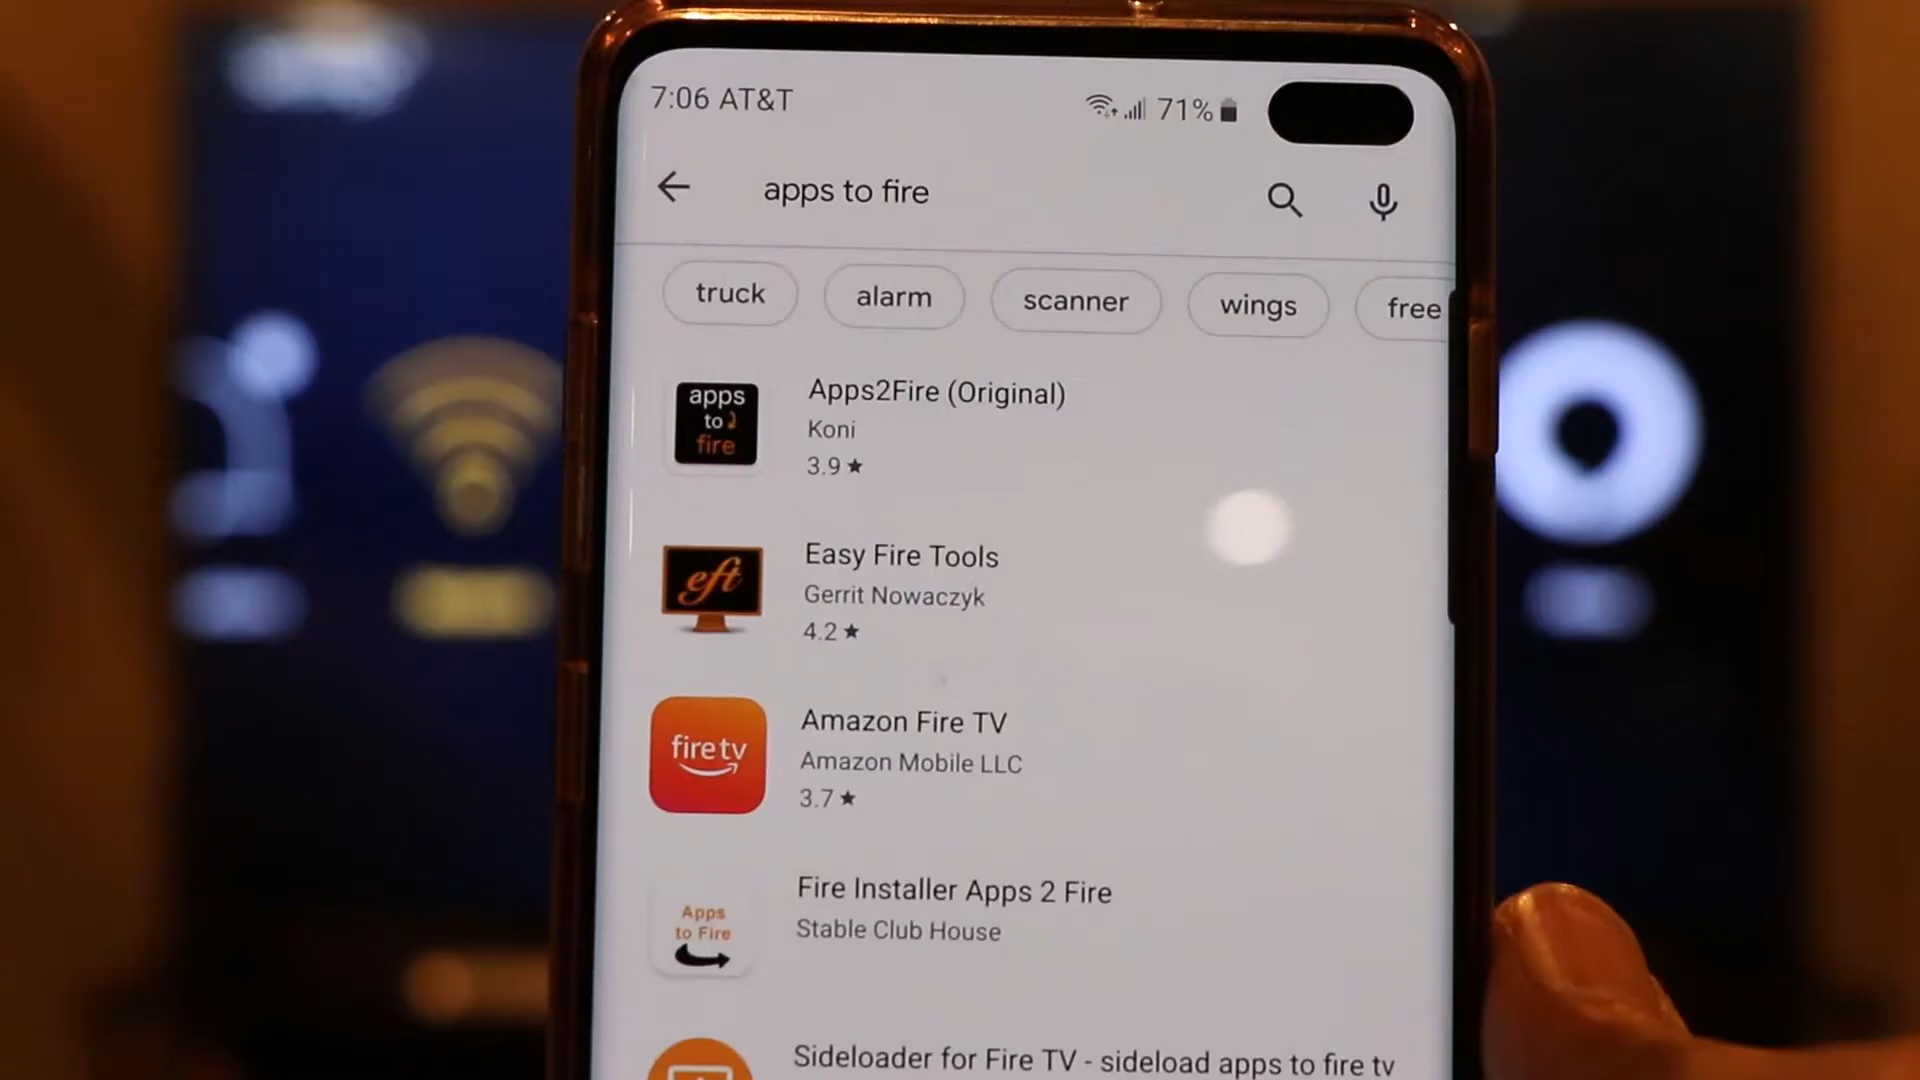 7:06 AT&T 71%
apps to fire
truck alarm scanner wings free
apps
to
fire
Apps2Fire (Original)
Koni
3.9 ★
eft
Easy Fire Tools
Gerrit Nowaczyk
4.2 ★
fire tv
Amazon Fire TV
Amazon Mobile LLC
3.7 ★
Apps
to Fire
Fire Installer Apps 2 Fire
Stable Club House
Sideloader for Fire TV - sideload apps to fire tv